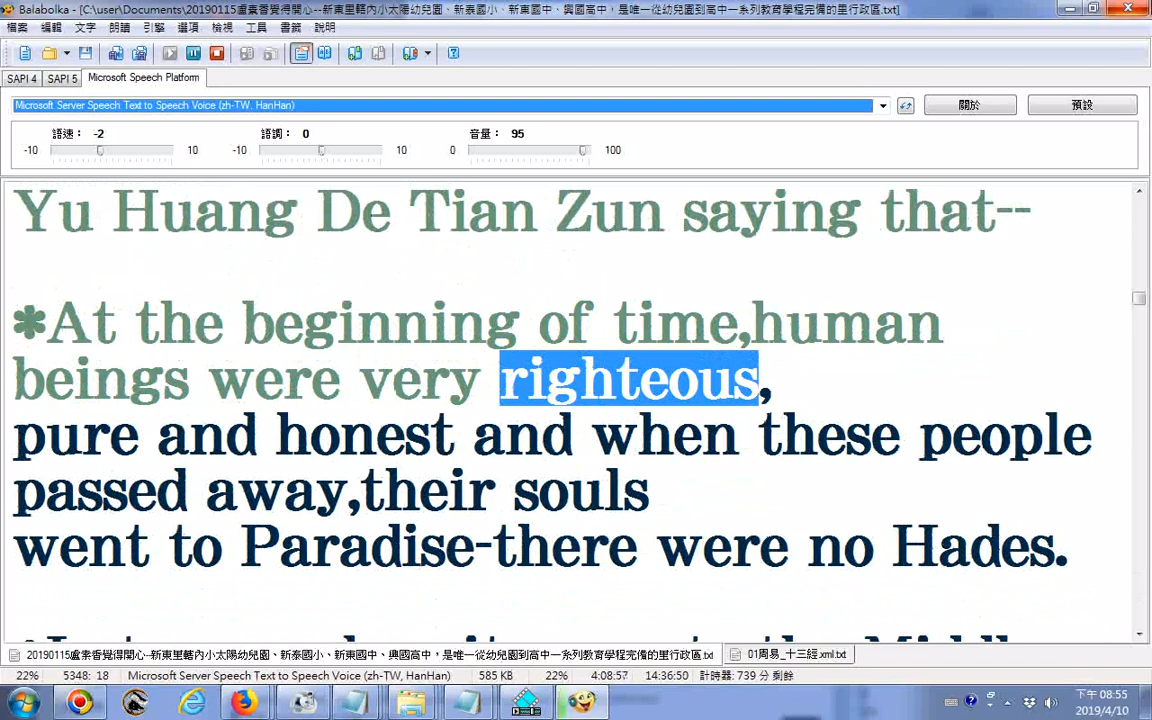 Balabolka - [C:\user\Documents\20190115盧素香覺得開心--新東里轄內小太陽幼兒園、新泰國小、新東國中、興國高中，是唯一從幼兒園到高中一系列教育學程完備的里行政區.txt]
檔案 編輯 文字 朗讀 引擎 選項 檢視 工具 書籤 說明
SAPI 4 SAPI 5 Microsoft Speech Platform
Microsoft Server Speech Text to Speech Voice (zh-TW, HanHan) 關於 預設
語速： -2 語調： 0 音量： 95
-10 10 -10 10 0 100
Yu Huang De Tian Zun saying that--
*At the beginning of time,human
beings were very righteous,
pure and honest and when these people
passed away,their souls
went to Paradise-there were no Hades.
20190115盧素香覺得開心--新東里轄內小太陽幼兒園、新泰國小、新東國中、興國高中，是唯一從幼兒園到高中一系列教育學程完備的里行政區.txt 01周易_十三經.xml.txt
22% 5348: 18 Microsoft Server Speech Text to Speech Voice (zh-TW, HanHan) 585 KB 22% 4:08:57 14:36:50 計時器: 739 分 剩餘
下午 08:55
2019/4/10